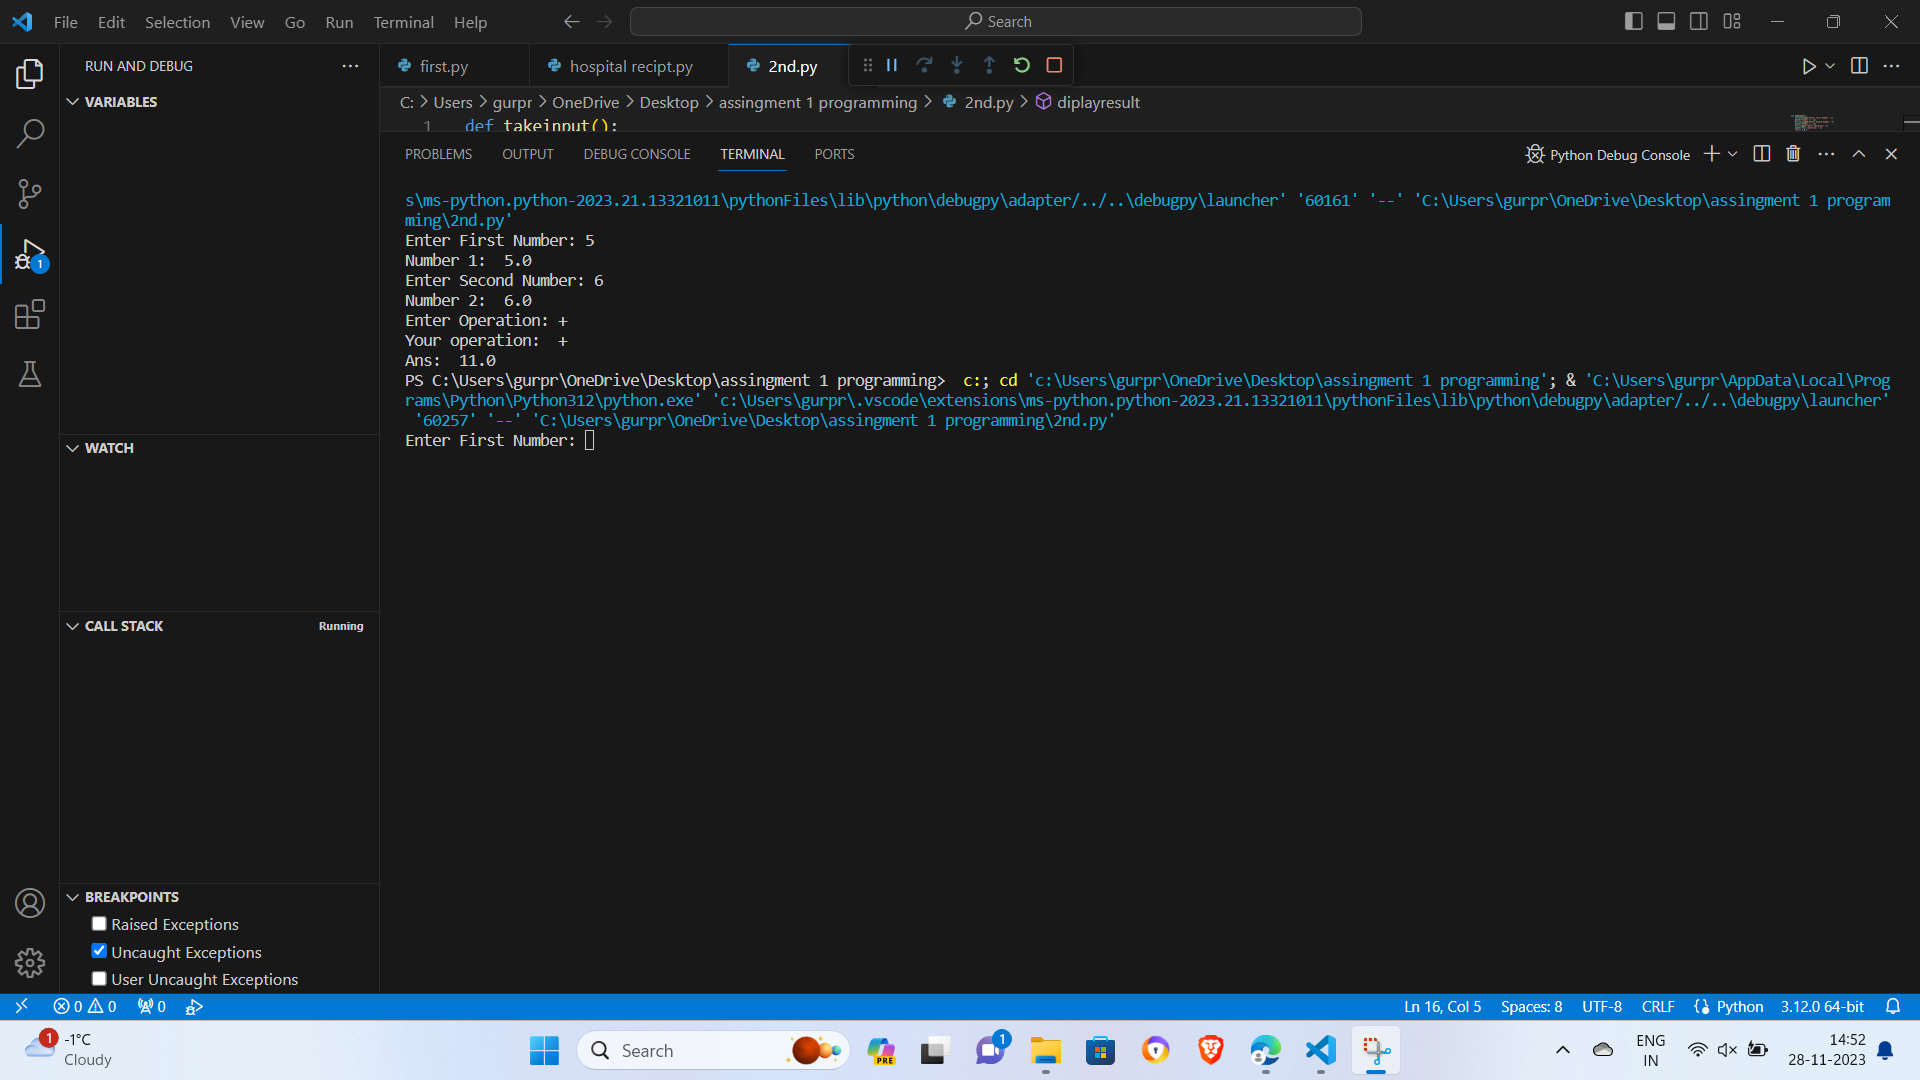 File Edit Selection View Go Run Terminal Help
Search
RUN AND DEBUG
first.py hospital recipt.py 2nd.py
C: > Users > gurpr > OneDrive > Desktop > assingment 1 programming > 2nd.py > diplayresult
1 def takeinput():
VARIABLES
WATCH
CALL STACK Running
BREAKPOINTS
Raised Exceptions
Uncaught Exceptions
User Uncaught Exceptions
1
PROBLEMS OUTPUT DEBUG CONSOLE TERMINAL PORTS
Python Debug Console
s\ms-python.python-2023.21.13321011\pythonFiles\lib\python\debugpy\adapter/../..\debugpy\launcher' '60161' '--' 'C:\Users\gurpr\OneDrive\Desktop\assingment 1 program
ming\2nd.py'
Enter First Number: 5
Number 1:  5.0
Enter Second Number: 6
Number 2:  6.0
Enter Operation: +
Your operation:  +
Ans:  11.0
PS C:\Users\gurpr\OneDrive\Desktop\assingment 1 programming>  c:; cd 'c:\Users\gurpr\OneDrive\Desktop\assingment 1 programming'; & 'C:\Users\gurpr\AppData\Local\Prog
rams\Python\Python312\python.exe' 'c:\Users\gurpr\.vscode\extensions\ms-python.python-2023.21.13321011\pythonFiles\lib\python\debugpy\adapter/../..\debugpy\launcher'
'60257' '--' 'C:\Users\gurpr\OneDrive\Desktop\assingment 1 programming\2nd.py'
Enter First Number:
0 0 0 Ln 16, Col 5 Spaces: 8 UTF-8 CRLF Python 3.12.0 64-bit
1
-1°C
Cloudy
Search
PRE
1
ENG
IN
14:52
28-11-2023